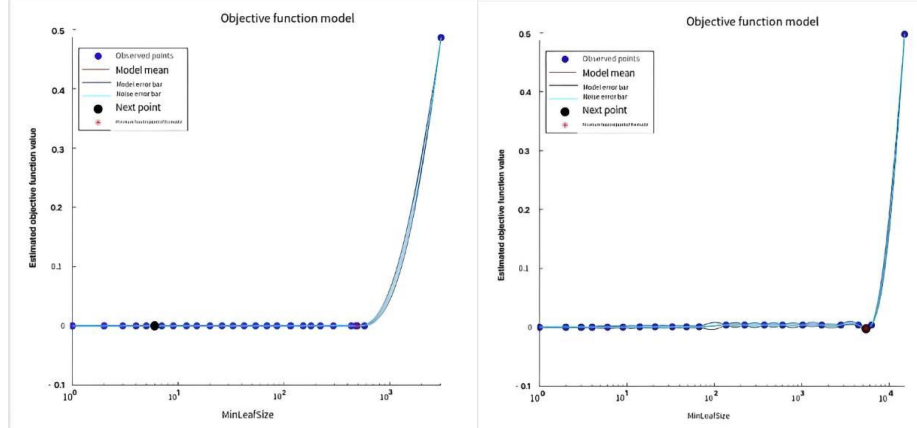 Objective function model
0.5
0.4
0.3
0.2
0.1
0
- 0.1
Estimated objective function value
Observed points
Model mean
Model error bar
Noise error bar
Next point
10⁰
10¹
10²
10³
MinLeafSize
Objective function model
0.5
0.4
0.3
0.2
0.1
0
- 0.1
Estimated objective function value
Observed points
Model mean
Model error bar
Noise error bar
Next point
10⁰
10¹
10²
10³
10⁴
MinLeafSize